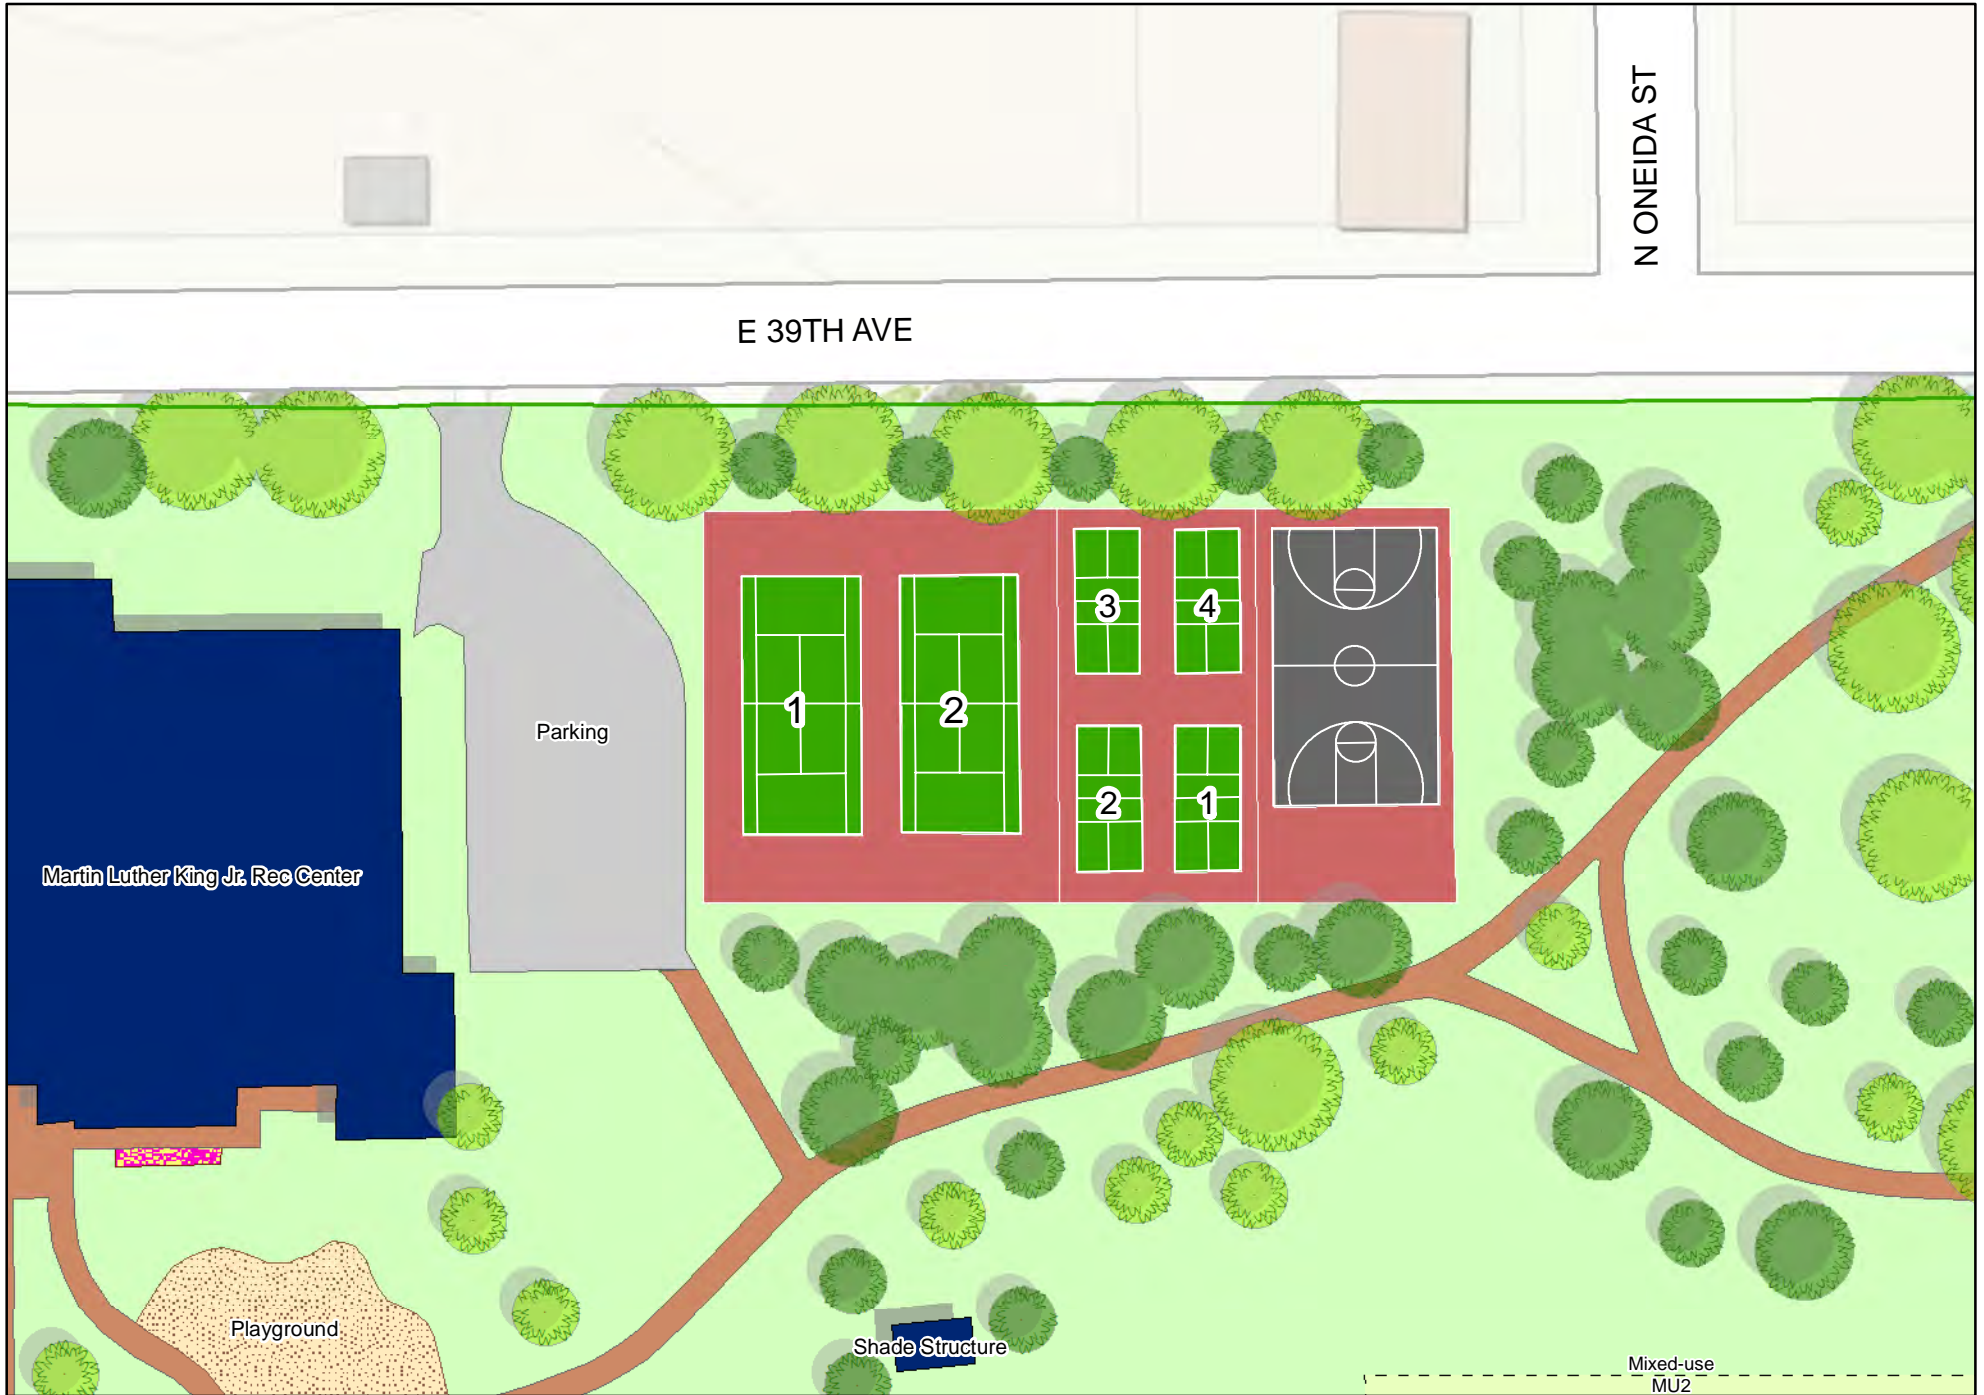 N ONEIDA ST
E 39TH AVE
3
4
1
2
Parking
2
1
Martin Luther King Jr. Rec Center
Playground
Shade Structure
Mixed-use
MU2